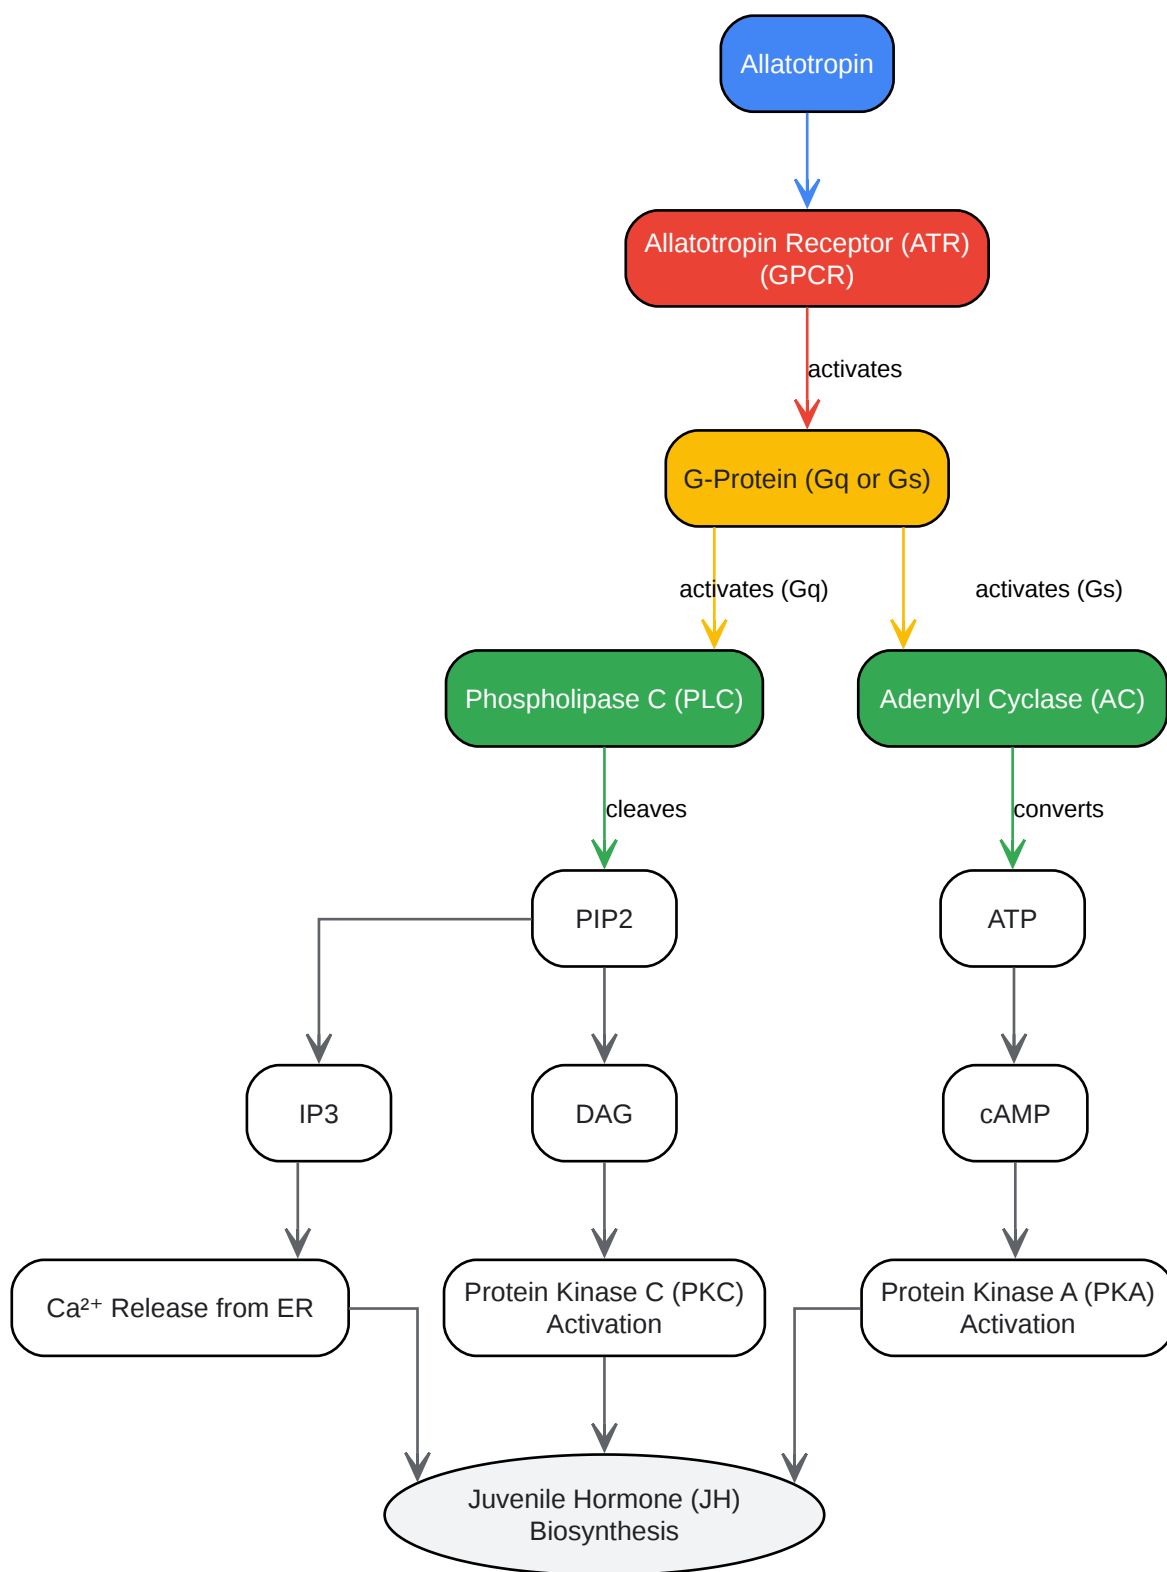 Allatotropin
Allatotropin Receptor (ATR)
(GPCR)
activates
G-Protein (Gq or Gs)
activates (Gq)
activates (Gs)
Phospholipase C (PLC)
Adenylyl Cyclase (AC)
cleaves
converts
PIP2
ATP
IP3
DAG
cAMP
Ca²⁺ Release from ER
Protein Kinase C (PKC)
Activation
Protein Kinase A (PKA)
Activation
Juvenile Hormone (JH)
Biosynthesis